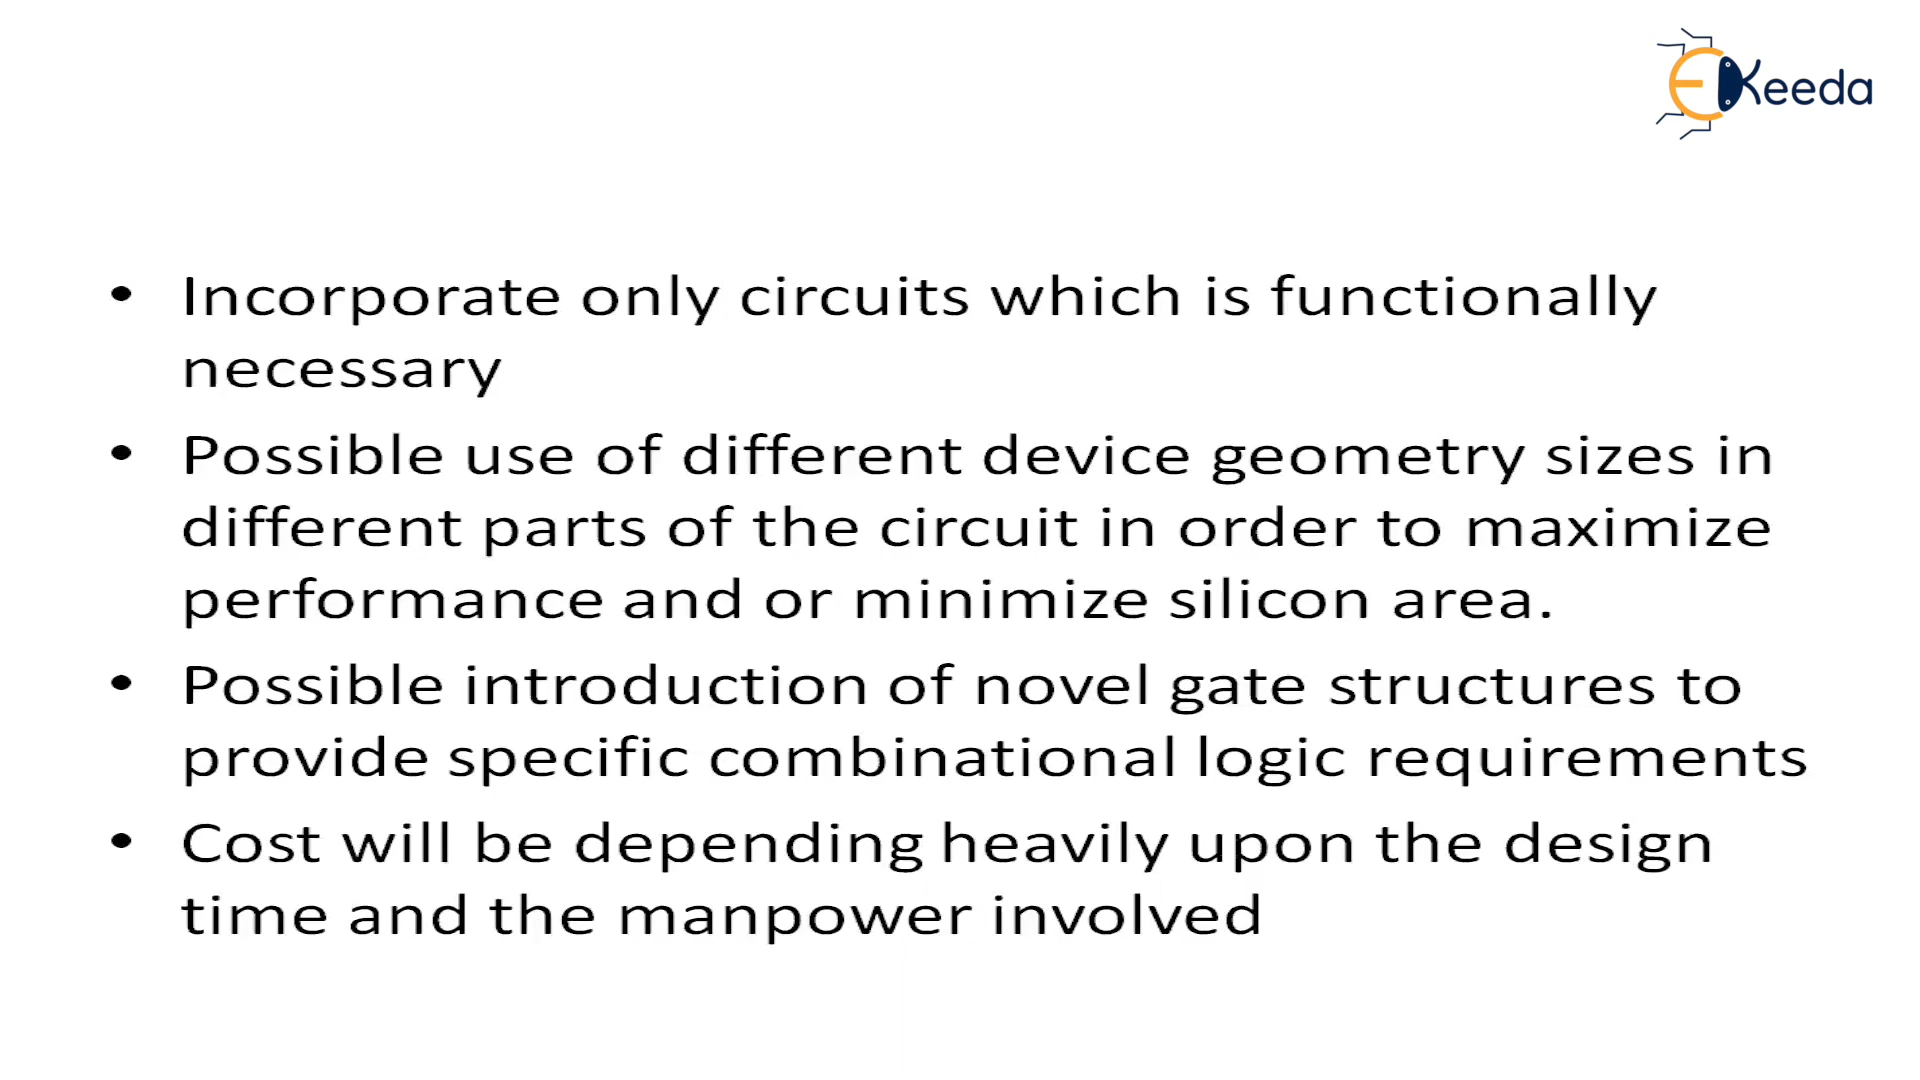 EKeeda
• Incorporate only circuits which is functionally
necessary
• Possible use of different device geometry sizes in
different parts of the circuit in order to maximize
performance and or minimize silicon area.
• Possible introduction of novel gate structures to
provide specific combinational logic requirements
• Cost will be depending heavily upon the design
time and the manpower involved